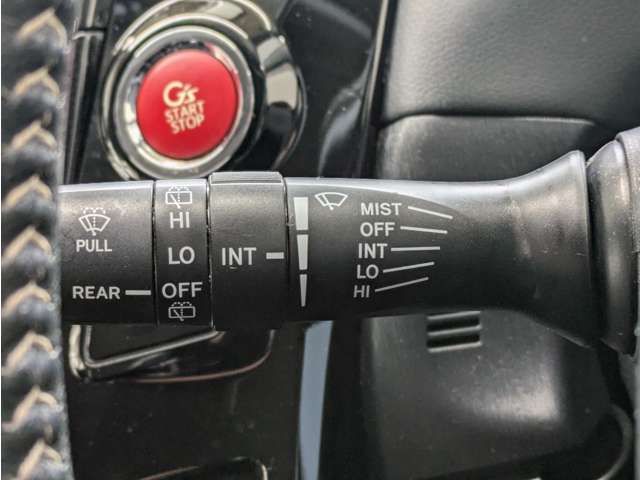 G's
START
STOP
PULL
REAR
HI
LO
OFF
INT
MIST
OFF
INT
LO
HI